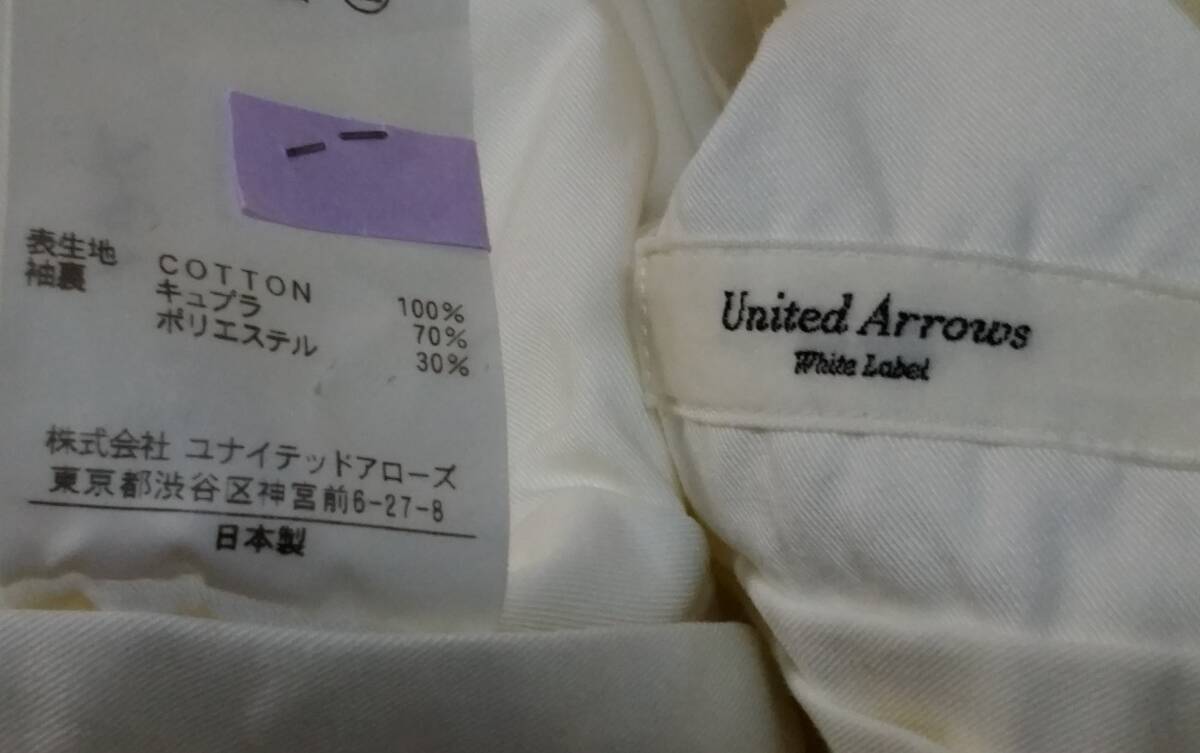 表生地 COTTON 100%
袖裏 キュプラ 70%
ポリエステル 30%
株式会社 ユナイテッドアローズ
東京都渋谷区神宮前6-27-8
日本製
United Arrows
White Label